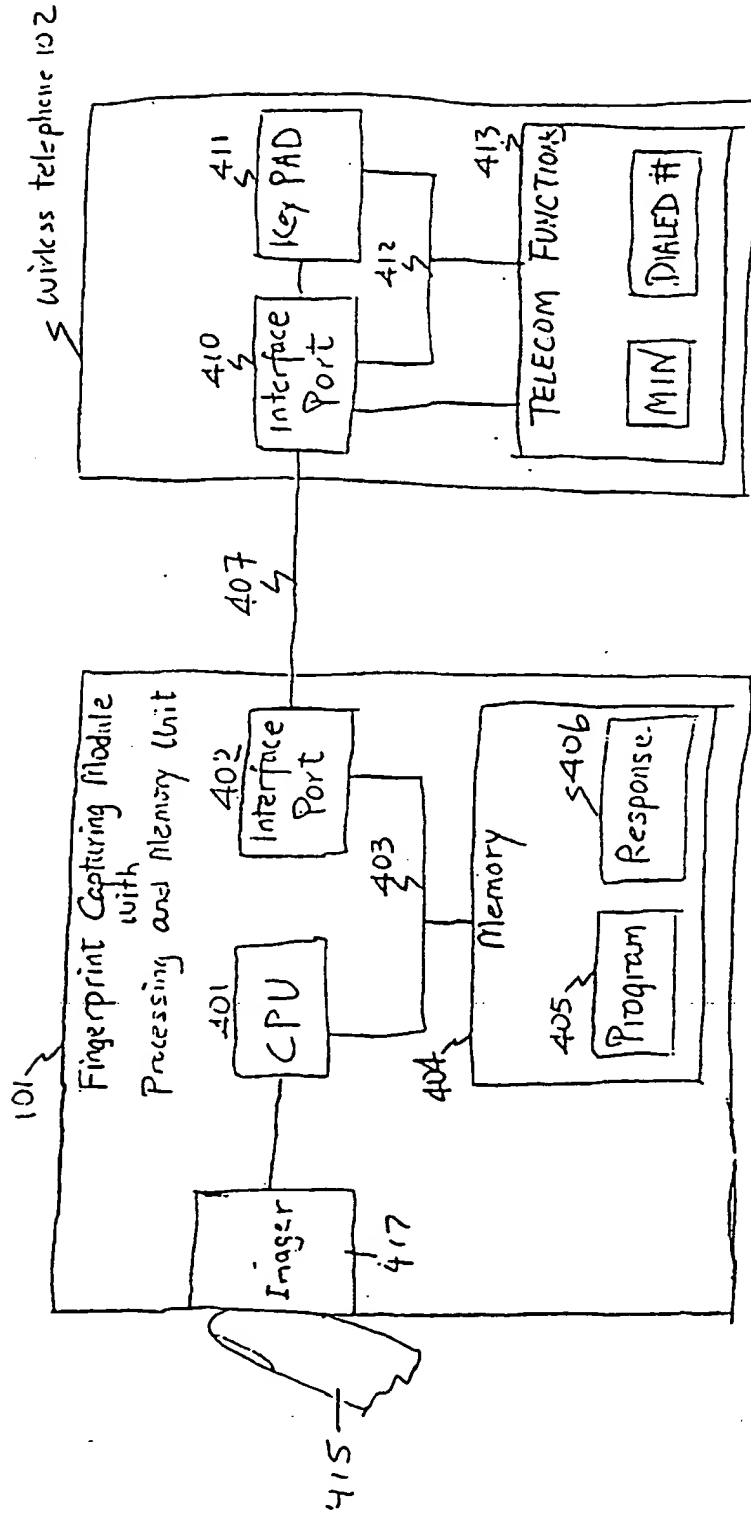 101
Fingerprint Capturing Module
with
Processing and Memory Unit
415
Imager
417
401
CPU
402
Interface
Port
403
404
Memory
405
Program
406
Response
407
Wirless telephone 102
410
Interface
Port
411
Key PAD
412
413
TELECOM FUNCTIONS
MIN
DIALED #